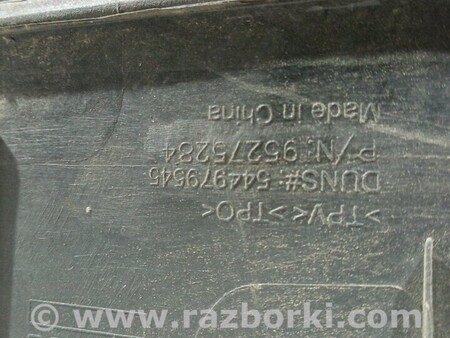 >TPV<>TPO<
DUNS#: 544979545
P/N: 95275284
Made in China
© www.razborki.com